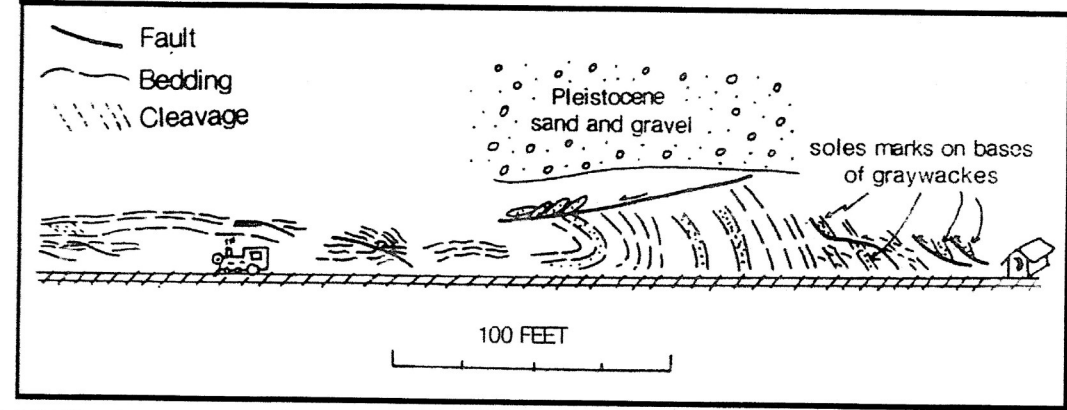 Fault
Bedding
Cleavage
Pleistocene
sand and gravel
soles marks on bases
of graywackes
100 FEET